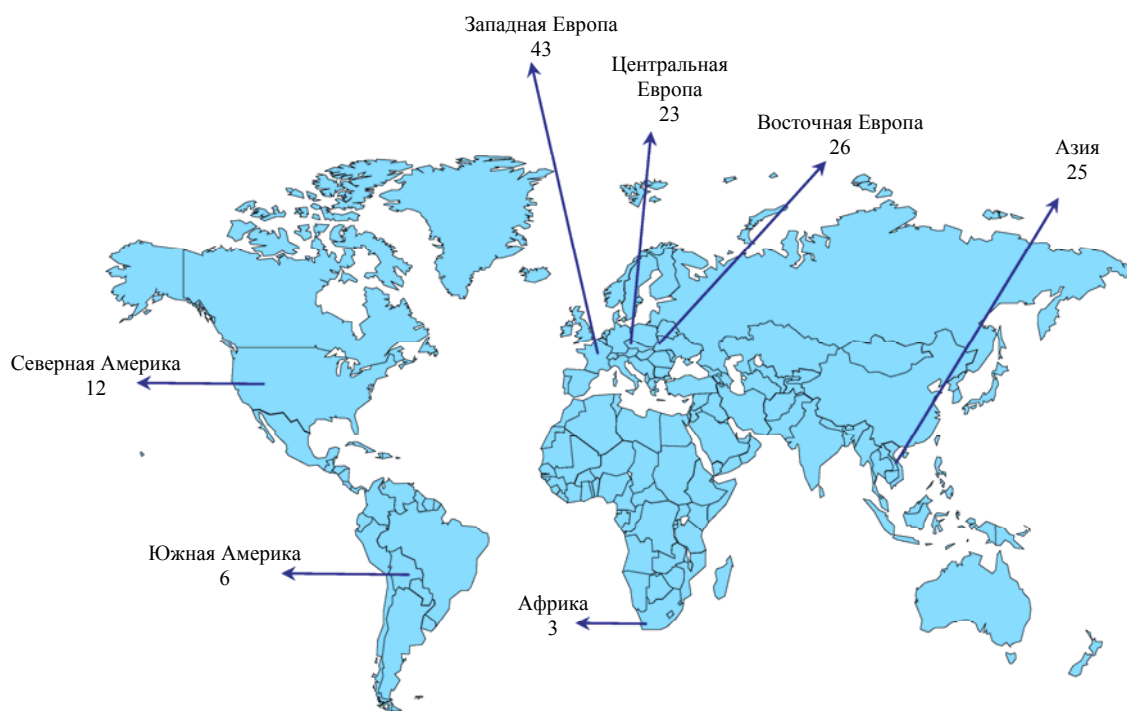 Западная Европа
43
Центральная
Европа
23
Восточная Европа
26
Азия
25
Северная Америка
12
Южная Америка
6
Африка
3